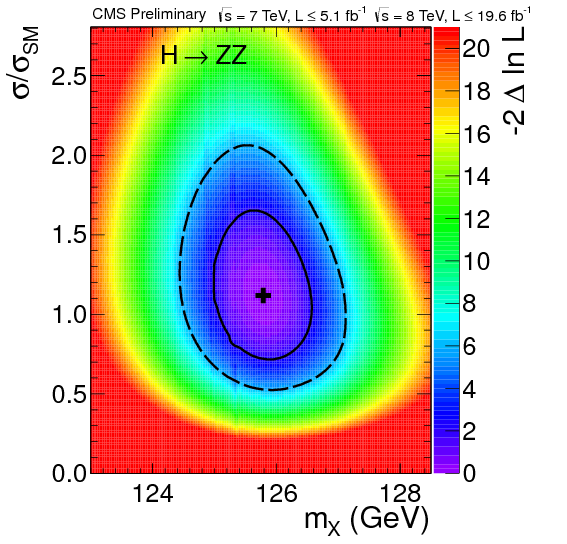 CMS Preliminary √s = 7 TeV, L ≤ 5.1 fb⁻¹ √s = 8 TeV, L ≤ 19.6 fb⁻¹
H → ZZ
σ/σSM
2.5
2.0
1.5
1.0
0.5
0.0
124 126 128
mX (GeV)
-2 Δ ln L
20
18
16
14
12
10
8
6
4
2
0